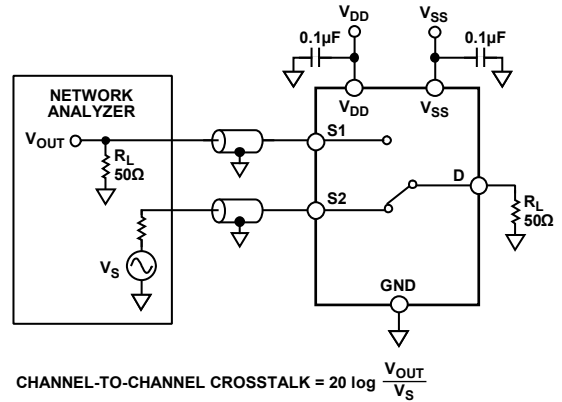 V_DD V_SS
0.1µF 0.1µF
NETWORK
ANALYZER
V_DD V_SS
V_OUT S1
R_L
50Ω
S2 D
R_L
50Ω
V_S
GND
CHANNEL-TO-CHANNEL CROSSTALK = 20 log V_OUT / V_S